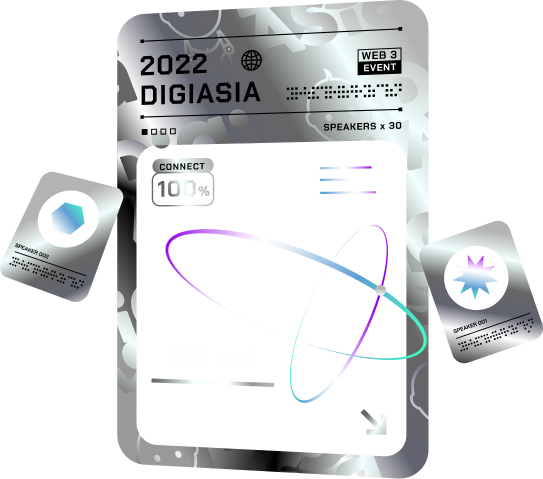 2022
DIGIASIA
WEB 3
EVENT
SPEAKERS x 30
CONNECT
100%
SPEAKER 002
SPEAKER 001